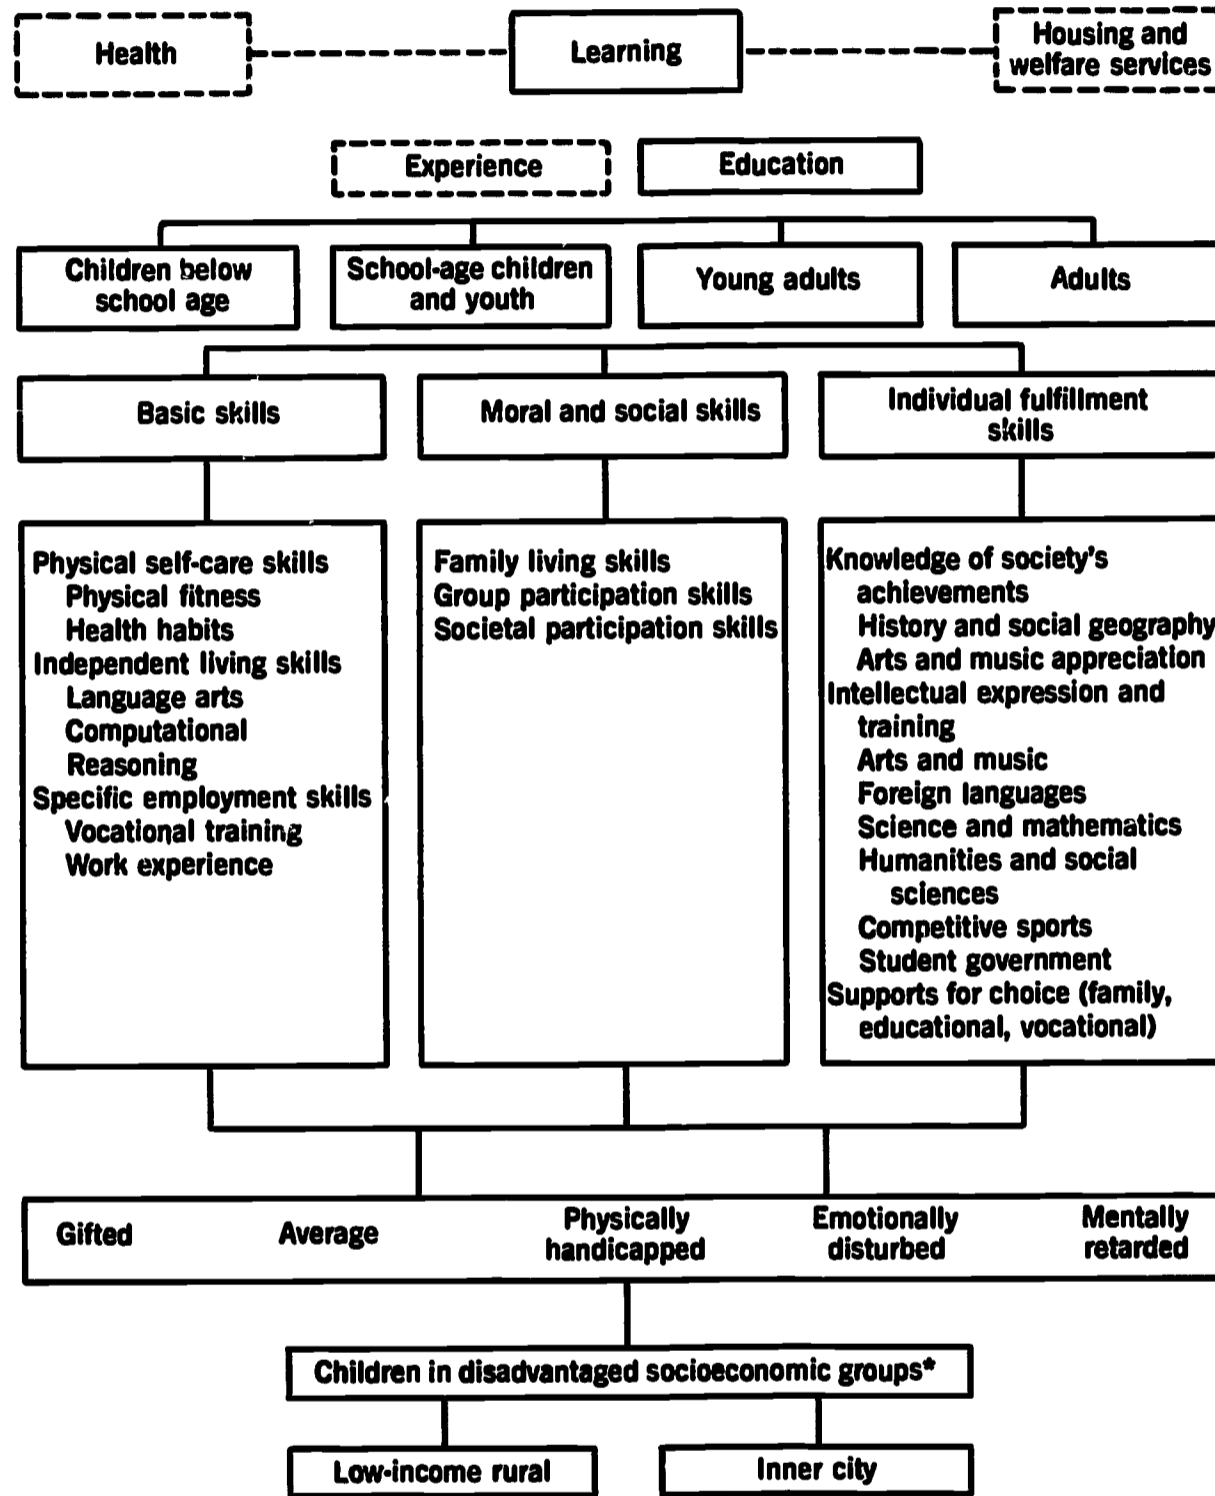 Health
Learning
Housing and
welfare services
Experience
Education
Children below
school age
School-age children
and youth
Young adults
Adults
Basic skills
Moral and social skills
Individual fulfillment
skills
Physical self-care skills
Physical fitness
Health habits
Independent living skills
Language arts
Computational
Reasoning
Specific employment skills
Vocational training
Work experience
Family living skills
Group participation skills
Societal participation skills
Knowledge of society's
achievements
History and social geography
Arts and music appreciation
Intellectual expression and
training
Arts and music
Foreign languages
Science and mathematics
Humanities and social
sciences
Competitive sports
Student government
Supports for choice (family,
educational, vocational)
Gifted
Average
Physically
handicapped
Emotionally
disturbed
Mentally
retarded
Children in disadvantaged socioeconomic groups*
Low-income rural
Inner city